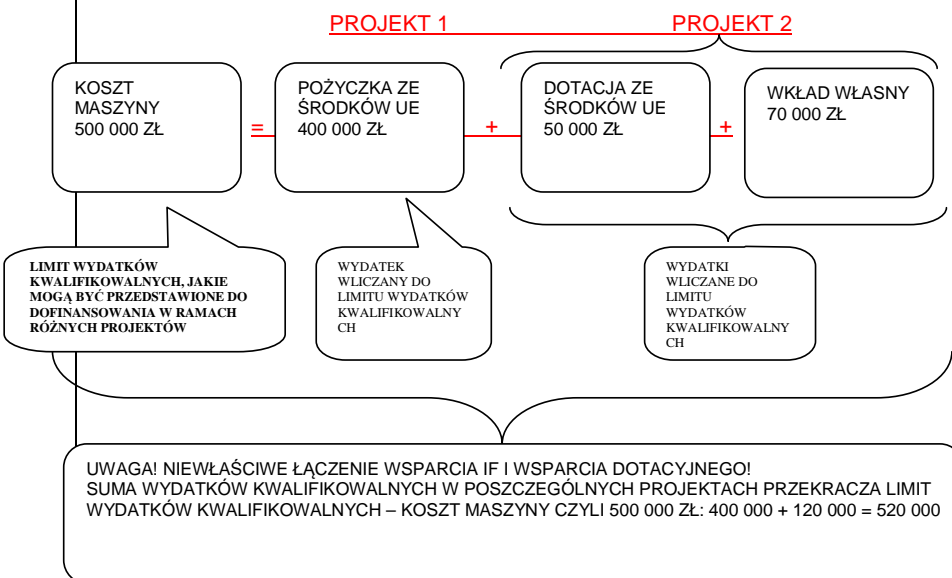 PROJEKT 1 PROJEKT 2
KOSZT
MASZYNY
500 000 ZŁ
=
POŻYCZKA ZE
ŚRODKÓW UE
400 000 ZŁ
+
DOTACJA ZE
ŚRODKÓW UE
50 000 ZŁ
+
WKŁAD WŁASNY
70 000 ZŁ
LIMIT WYDATKÓW
KWALIFIKOWALNYCH, JAKIE
MOGĄ BYĆ PRZEDSTAWIONE DO
DOFINANSOWANIA W RAMACH
RÓŻNYCH PROJEKTÓW
WYDATEK
WLICZANY DO
LIMITU WYDATKÓW
KWALIFIKOWALNY
CH
WYDATKI
WLICZANE DO
LIMITU
WYDATKÓW
KWALIFIKOWALNY
CH
UWAGA! NIEWŁAŚCIWE ŁĄCZENIE WSPARCIA IF I WSPARCIA DOTACYJNEGO!
SUMA WYDATKÓW KWALIFIKOWALNYCH W POSZCZEGÓLNYCH PROJEKTACH PRZEKRACZA LIMIT
WYDATKÓW KWALIFIKOWALNYCH – KOSZT MASZYNY CZYLI 500 000 ZŁ: 400 000 + 120 000 = 520 000